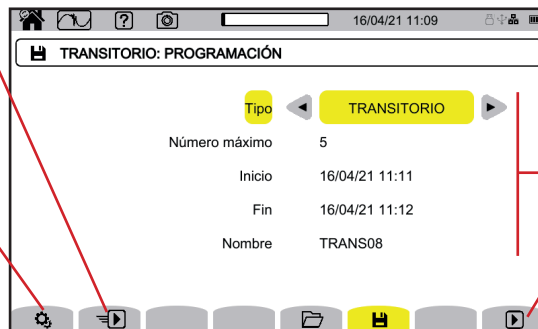 16/04/21 11:09
TRANSITORIO: PROGRAMACIÓN
Tipo TRANSITORIO
Número máximo 5
Inicio 16/04/21 11:11
Fin 16/04/21 11:12
Nombre TRANS08